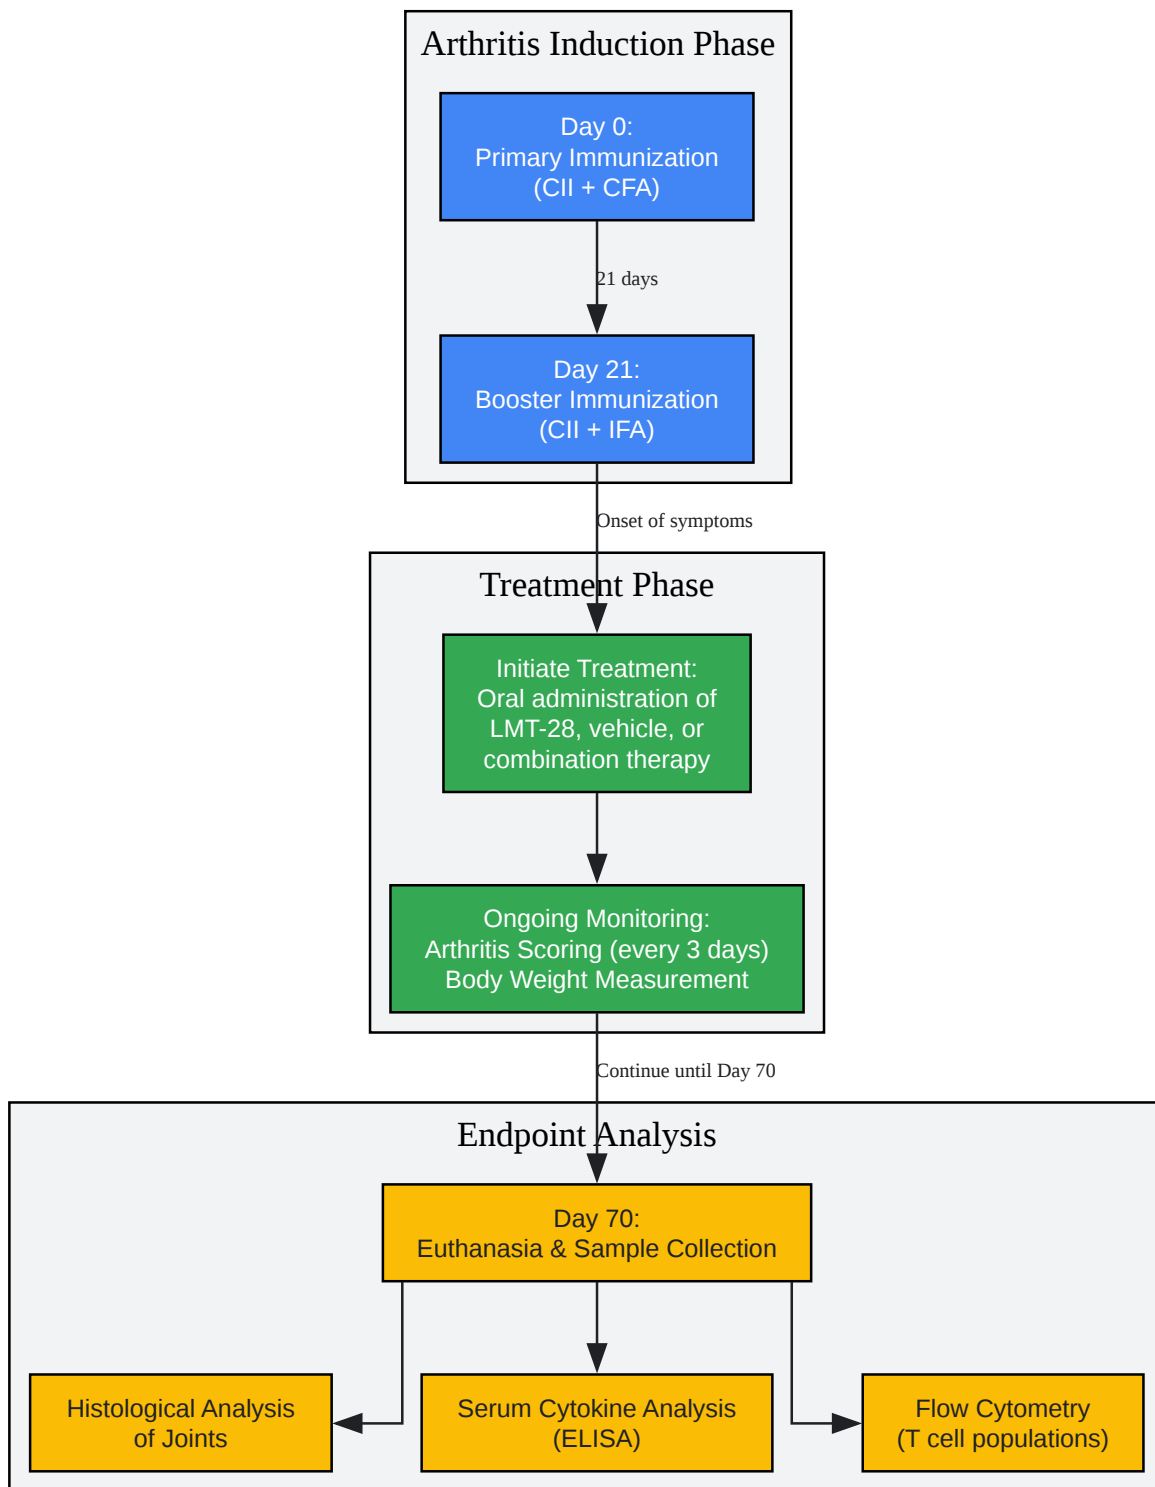 Arthritis Induction Phase
Day 0:
Primary Immunization
(CII + CFA)
21 days
Day 21:
Booster Immunization
(CII + IFA)
Onset of symptoms
Treatment Phase
Initiate Treatment:
Oral administration of
LMT-28, vehicle, or
combination therapy
Ongoing Monitoring:
Arthritis Scoring (every 3 days)
Body Weight Measurement
Continue until Day 70
Endpoint Analysis
Day 70:
Euthanasia & Sample Collection
Histological Analysis
of Joints
Serum Cytokine Analysis
(ELISA)
Flow Cytometry
(T cell populations)